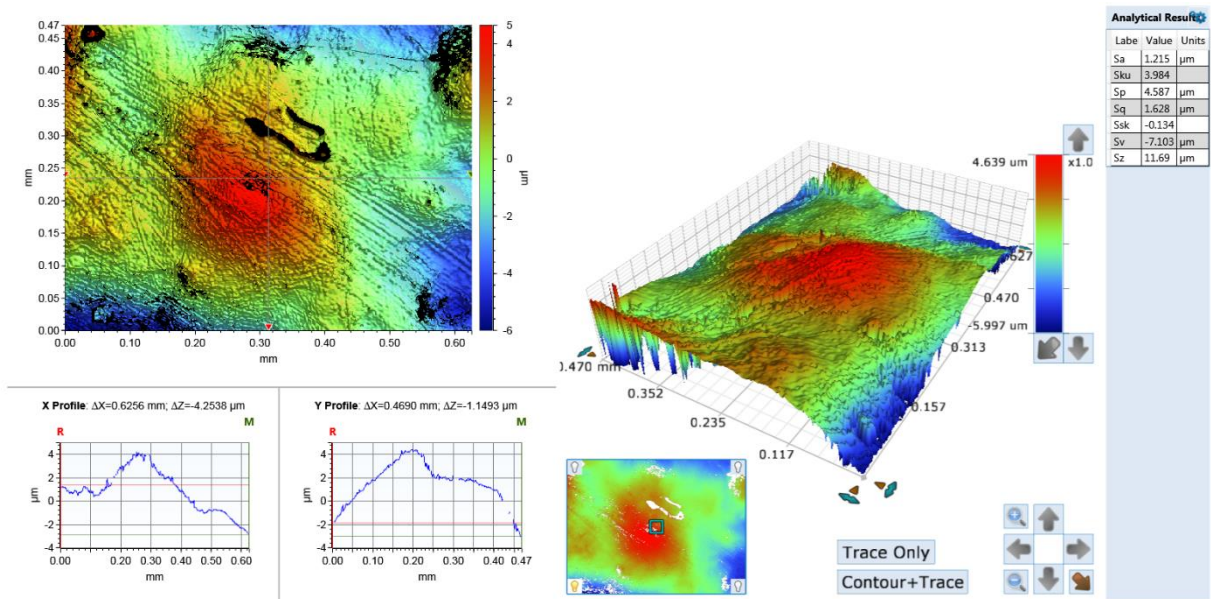 0.47
0.45
0.40
0.35
0.30
0.25
0.20
0.15
0.10
0.05
0.00
mm
0.00 0.10 0.20 0.30 0.40 0.50 0.60
mm
5
4
2
0
-2
-4
-6
µm
X Profile: ΔX=0.6256 mm; ΔZ=-4.2538 µm
R M
4
2
0
-2
-4
µm
0.00 0.10 0.20 0.30 0.40 0.50 0.62
mm
Y Profile: ΔX=0.4690 mm; ΔZ=-1.1493 µm
R M
4
2
0
-2
-4
µm
0.00 0.10 0.20 0.30 0.40 0.47
mm
4.639 um
x1.0
-5.997 um
0.470
0.313
0.157
0.352
0.235
0.117
Trace Only
Contour+Trace
Labe Value Units
Sa 1.215 µm
Sku 3.984
Sp 4.587 µm
Sq 1.628 µm
Ssk -0.134
Sv -7.103 µm
Sz 11.69 µm